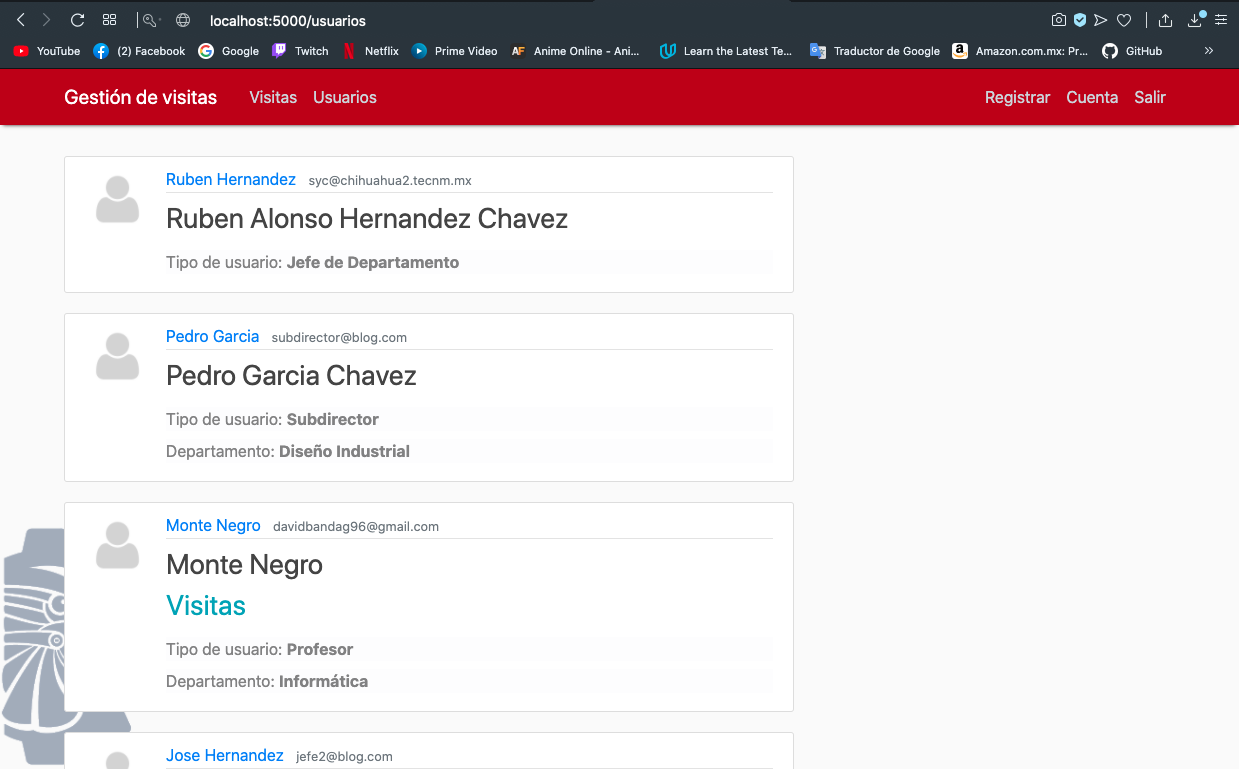 localhost:5000/usuarios
YouTube (2) Facebook Google Twitch Netflix Prime Video AF Anime Online - Ani... Learn the Latest Te... Traductor de Google Amazon.com.mx: Pr... GitHub
Gestión de visitas Visitas Usuarios Registrar Cuenta Salir
Ruben Hernandez syc@chihuahua2.tecnm.mx
Ruben Alonso Hernandez Chavez
Tipo de usuario: Jefe de Departamento
Pedro Garcia subdirector@blog.com
Pedro Garcia Chavez
Tipo de usuario: Subdirector
Departamento: Diseño Industrial
Monte Negro davidbandag96@gmail.com
Monte Negro
Visitas
Tipo de usuario: Profesor
Departamento: Informática
Jose Hernandez jefe2@blog.com